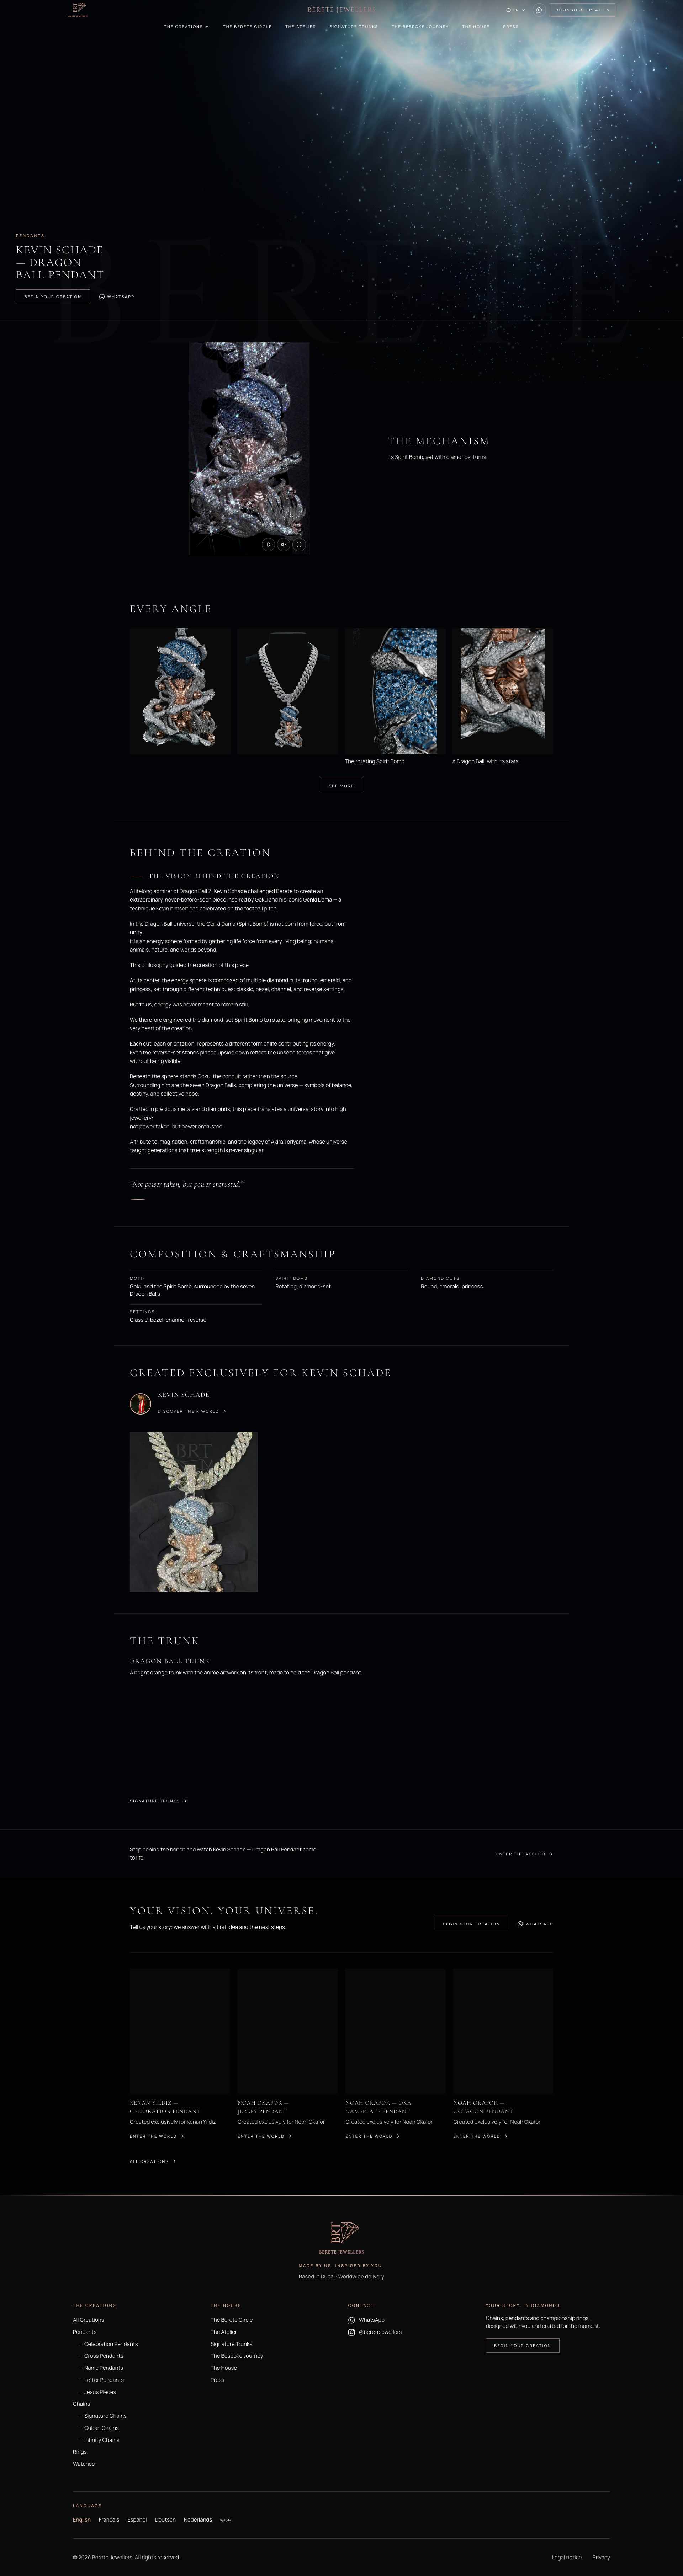 BERETE JEWELLERS
EN
BEGIN YOUR CREATION
THE CREATIONS
THE BERETE CIRCLE
THE ATELIER
SIGNATURE TRUNKS
THE BESPOKE JOURNEY
THE HOUSE
PRESS
BERETE
PENDANTS
KEVIN SCHADE
— DRAGON
BALL PENDANT
BEGIN YOUR CREATION
WHATSAPP
THE MECHANISM
Its Spirit Bomb, set with diamonds, turns.
EVERY ANGLE
The rotating Spirit Bomb
A Dragon Ball, with its stars
SEE MORE
BEHIND THE CREATION
THE VISION BEHIND THE CREATION
A lifelong admirer of Dragon Ball Z, Kevin Schade challenged Berete to create an
extraordinary, never-before-seen piece inspired by Goku and his iconic Genki Dama — a
technique Kevin himself had celebrated on the football pitch.
In the Dragon Ball universe, the Genki Dama (Spirit Bomb) is not born from force, but from
unity.
It is an energy sphere formed by gathering life force from every living being; humans,
animals, nature, and worlds beyond.
This philosophy guided the creation of this piece.
At its center, the energy sphere is composed of multiple diamond cuts; round, emerald, and
princess, set through different techniques: classic, bezel, channel, and reverse settings.
But to us, energy was never meant to remain still.
We therefore engineered the diamond-set Spirit Bomb to rotate, bringing movement to the
very heart of the creation.
Each cut, each orientation, represents a different form of life contributing its energy.
Even the reverse-set stones placed upside down reflect the unseen forces that give
without being visible.
Beneath the sphere stands Goku, the conduit rather than the source.
Surrounding him are the seven Dragon Balls, completing the universe — symbols of balance,
destiny, and collective hope.
Crafted in precious metals and diamonds, this piece translates a universal story into high
jewellery:
not power taken, but power entrusted.
A tribute to imagination, craftsmanship, and the legacy of Akira Toriyama, whose universe
taught generations that true strength is never singular.
“Not power taken, but power entrusted.”
COMPOSITION & CRAFTSMANSHIP
MOTIF
Goku and the Spirit Bomb, surrounded by the seven
Dragon Balls
SPIRIT BOMB
Rotating, diamond-set
DIAMOND CUTS
Round, emerald, princess
SETTINGS
Classic, bezel, channel, reverse
CREATED EXCLUSIVELY FOR KEVIN SCHADE
KEVIN SCHADE
DISCOVER THEIR WORLD
BRT
THE TRUNK
DRAGON BALL TRUNK
A bright orange trunk with the anime artwork on its front, made to hold the Dragon Ball pendant.
SIGNATURE TRUNKS
Step behind the bench and watch Kevin Schade — Dragon Ball Pendant come
to life.
ENTER THE ATELIER
YOUR VISION. YOUR UNIVERSE.
Tell us your story: we answer with a first idea and the next steps.
BEGIN YOUR CREATION
WHATSAPP
KENAN YILDIZ —
CELEBRATION PENDANT
Created exclusively for Kenan Yildiz
ENTER THE WORLD
NOAH OKAFOR —
JERSEY PENDANT
Created exclusively for Noah Okafor
ENTER THE WORLD
NOAH OKAFOR — OKA
NAMEPLATE PENDANT
Created exclusively for Noah Okafor
ENTER THE WORLD
NOAH OKAFOR —
OCTAGON PENDANT
Created exclusively for Noah Okafor
ENTER THE WORLD
ALL CREATIONS
BRT
BERETE JEWELLERS
MADE BY US. INSPIRED BY YOU.
Based in Dubai · Worldwide delivery
THE CREATIONS
All Creations
Pendants
— Celebration Pendants
— Cross Pendants
— Name Pendants
— Letter Pendants
— Jesus Pieces
Chains
— Signature Chains
— Cuban Chains
— Infinity Chains
Rings
Watches
THE HOUSE
The Berete Circle
The Atelier
Signature Trunks
The Bespoke Journey
The House
Press
CONTACT
WhatsApp
@beretejewellers
YOUR STORY, IN DIAMONDS
Chains, pendants and championship rings,
designed with you and crafted for the moment.
BEGIN YOUR CREATION
LANGUAGE
English
Français
Español
Deutsch
Nederlands
العربية
© 2026 Berete Jewellers. All rights reserved.
Legal notice
Privacy